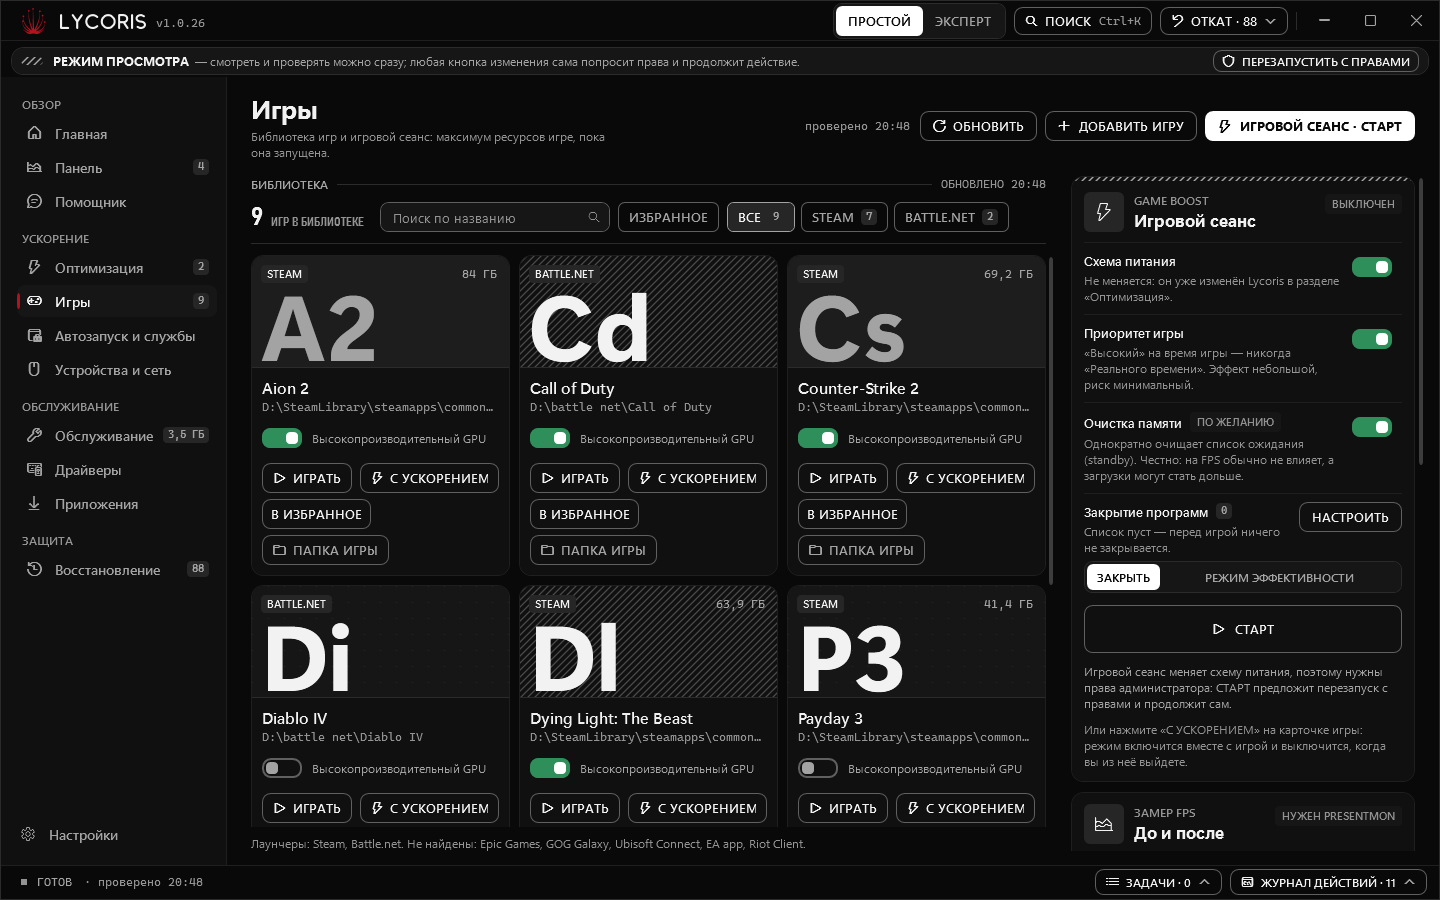 LYCORIS v1.0.26
ПРОСТОЙ ЭКСПЕРТ ПОИСК Ctrl+K ОТКАТ · 88
РЕЖИМ ПРОСМОТРА — смотреть и проверять можно сразу; любая кнопка изменения сама попросит права и продолжит действие.
ПЕРЕЗАПУСТИТЬ С ПРАВАМИ
ОБЗОР
Главная
Панель 4
Помощник
УСКОРЕНИЕ
Оптимизация 2
Игры 9
Автозапуск и службы
Устройства и сеть
ОБСЛУЖИВАНИЕ
Обслуживание 3,5 ГБ
Драйверы
Приложения
ЗАЩИТА
Восстановление 88
Настройки
Игры
Библиотека игр и игровой сеанс: максимум ресурсов игре, пока
она запущена.
проверено 20:48 ОБНОВИТЬ ДОБАВИТЬ ИГРУ ИГРОВОЙ СЕАНС · СТАРТ
БИБЛИОТЕКА ОБНОВЛЕНО 20:48
9 ИГР В БИБЛИОТЕКЕ Поиск по названию ИЗБРАННОЕ ВСЕ 9 STEAM 7 BATTLE.NET 2
STEAM 84 ГБ
A2
Aion 2
D:\SteamLibrary\steamapps\common…
Высокопроизводительный GPU
ИГРАТЬ С УСКОРЕНИЕМ
В ИЗБРАННОЕ
ПАПКА ИГРЫ
BATTLE.NET
Cd
Call of Duty
D:\battle net\Call of Duty
Высокопроизводительный GPU
ИГРАТЬ С УСКОРЕНИЕМ
В ИЗБРАННОЕ
ПАПКА ИГРЫ
STEAM 69,2 ГБ
Cs
Counter-Strike 2
D:\SteamLibrary\steamapps\common…
Высокопроизводительный GPU
ИГРАТЬ С УСКОРЕНИЕМ
В ИЗБРАННОЕ
ПАПКА ИГРЫ
BATTLE.NET
Di
Diablo IV
D:\battle net\Diablo IV
Высокопроизводительный GPU
ИГРАТЬ С УСКОРЕНИЕМ
STEAM 63,9 ГБ
Dl
Dying Light: The Beast
D:\SteamLibrary\steamapps\common…
Высокопроизводительный GPU
ИГРАТЬ С УСКОРЕНИЕМ
STEAM 41,4 ГБ
P3
Payday 3
D:\SteamLibrary\steamapps\common…
Высокопроизводительный GPU
ИГРАТЬ С УСКОРЕНИЕМ
Лаунчеры: Steam, Battle.net. Не найдены: Epic Games, GOG Galaxy, Ubisoft Connect, EA app, Riot Client.
GAME BOOST ВЫКЛЮЧЕН
Игровой сеанс
Схема питания
Не меняется: он уже изменён Lycoris в разделе
«Оптимизация».
Приоритет игры
«Высокий» на время игры — никогда
«Реального времени». Эффект небольшой,
риск минимальный.
Очистка памяти ПО ЖЕЛАНИЮ
Однократно очищает список ожидания
(standby). Честно: на FPS обычно не влияет, а
загрузки могут стать дольше.
Закрытие программ 0 НАСТРОИТЬ
Список пуст — перед игрой ничего
не закрывается.
ЗАКРЫТЬ РЕЖИМ ЭФФЕКТИВНОСТИ
СТАРТ
Игровой сеанс меняет схему питания, поэтому нужны
права администратора: СТАРТ предложит перезапуск с
правами и продолжит сам.
Или нажмите «С УСКОРЕНИЕМ» на карточке игры:
режим включится вместе с игрой и выключится, когда
вы из неё выйдете.
ЗАМЕР FPS НУЖЕН PRESENTMON
До и после
ГОТОВ · проверено 20:48
ЗАДАЧИ · 0 ЖУРНАЛ ДЕЙСТВИЙ · 11